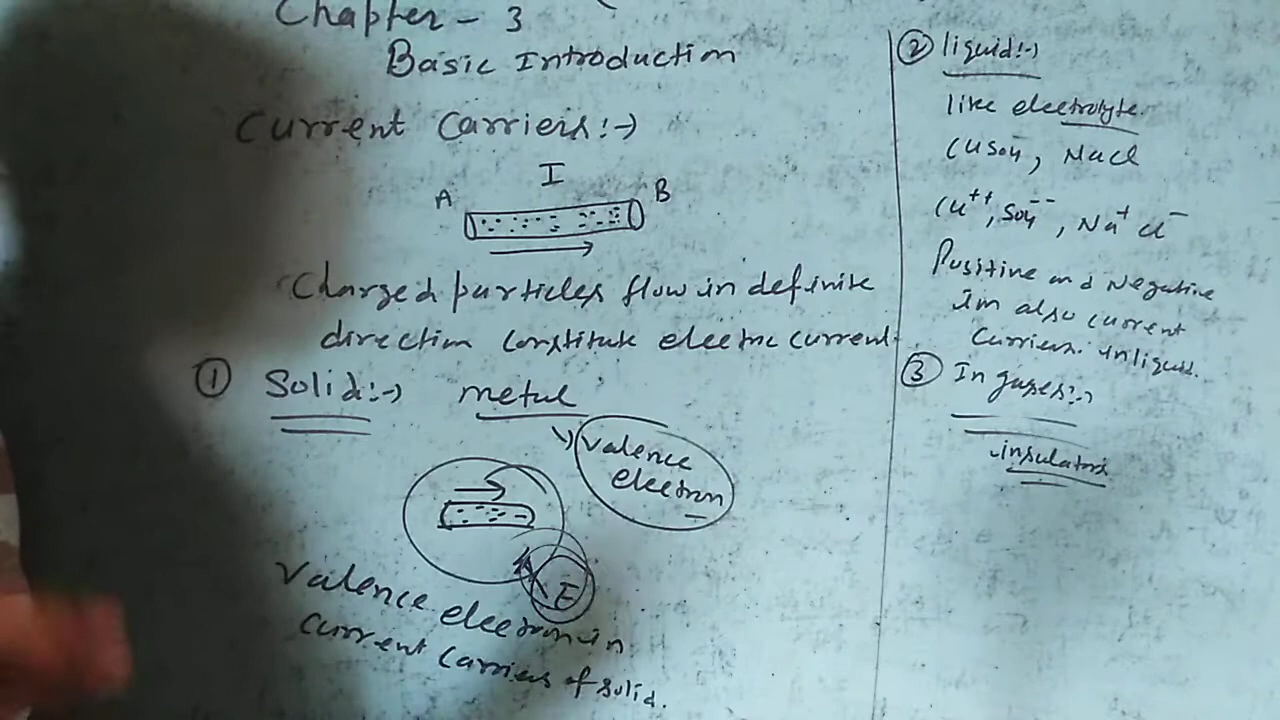 Chapter - 3
Basic Introduction
Current Carriers :->
I
A B
Charged particles flow in definite
direction constitute electric current.
① Solid :-> metal
valence
electron
E
Valence electron in
current carriers of solid.
② liquid :->
like electrolyte.
CuSO4, NaCl
Cu++, SO4--, Na+ Cl-
Positive and Negative
also current
Carriers in liquid.
③ In gases :->
insulators